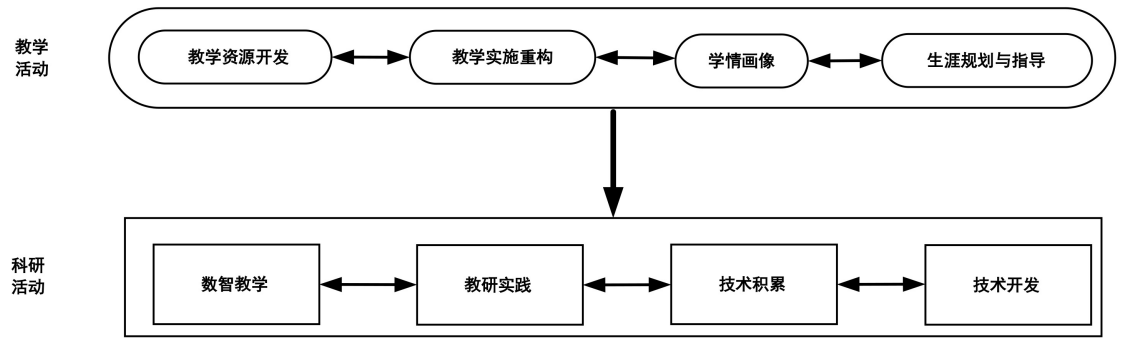 教学
活动
教学资源开发
教学实施重构
学情画像
生涯规划与指导
科研
活动
数智教学
教研实践
技术积累
技术开发